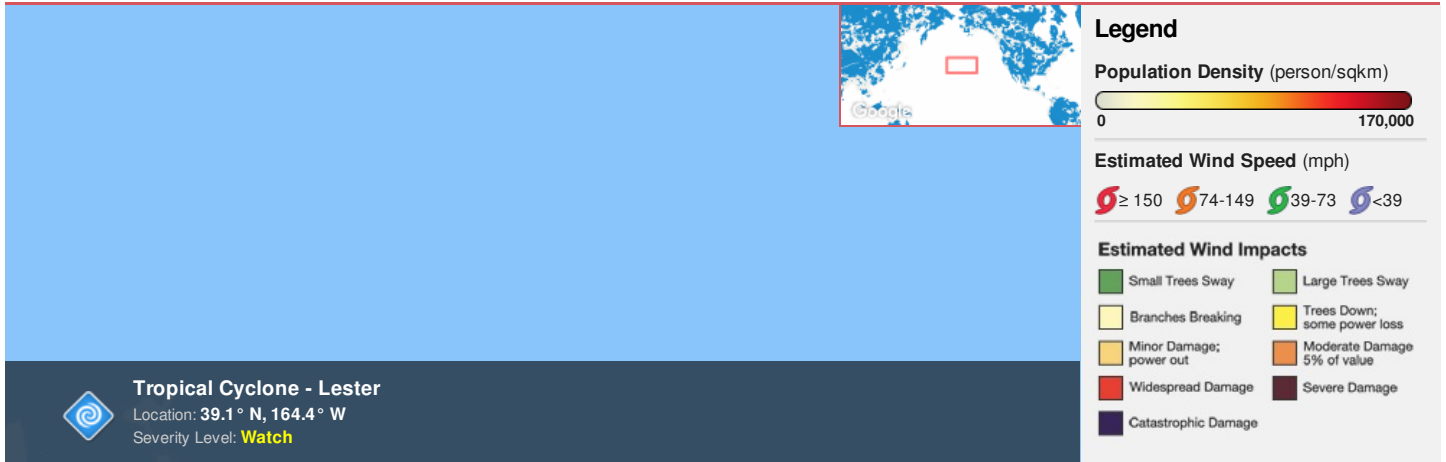 Google
Legend
Population Density (person/sqkm)
0 170,000
Estimated Wind Speed (mph)
≥ 150 74-149 39-73 <39
Estimated Wind Impacts
Small Trees Sway
Large Trees Sway
Branches Breaking
Trees Down;
some power loss
Minor Damage;
power out
Moderate Damage
5% of value
Widespread Damage
Severe Damage
Catastrophic Damage
Tropical Cyclone - Lester
Location: 39.1° N, 164.4° W
Severity Level: Watch